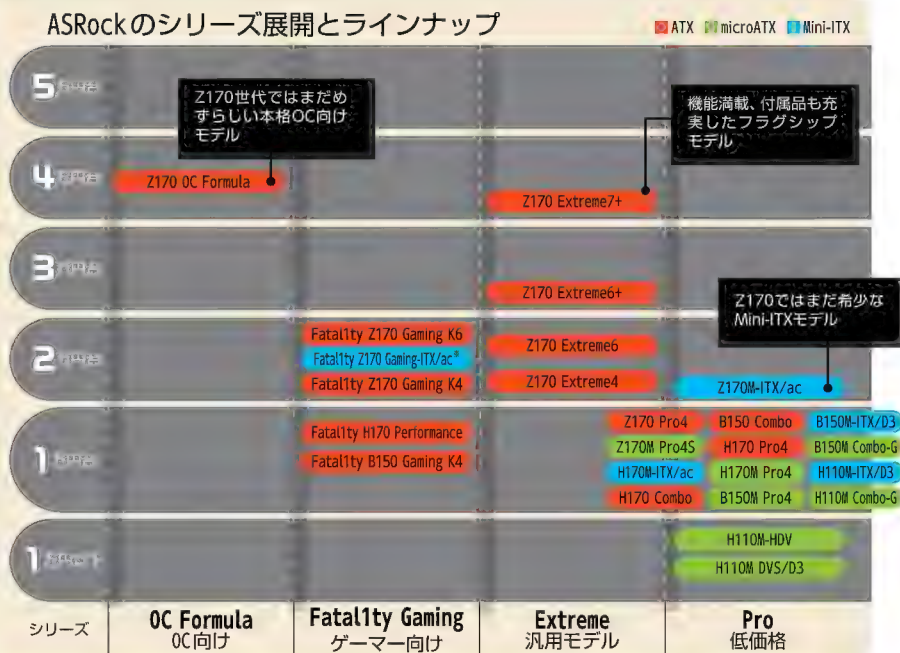 ASRockのシリーズ展開とラインナップ
ATX microATX Mini-ITX
5
Z170世代ではまだめ
ずらしい本格OC向け
モデル
機能満載、付属品も充
実したフラグシップ
モデル
4
Z170 OC Formula
Z170 Extreme7+
3
Z170 Extreme6+
Z170ではまだ希少な
Mini-ITXモデル
2
Fatal1ty Z170 Gaming K6
Fatal1ty Z170 Gaming-ITX/ac*
Fatal1ty Z170 Gaming K4
Z170 Extreme6
Z170 Extreme4
Z170M-ITX/ac
1
Fatal1ty H170 Performance
Fatal1ty B150 Gaming K4
Z170 Pro4 B150 Combo B150M-ITX/D3
Z170M Pro4S H170 Pro4 B150M Combo-G
H170M-ITX/ac H170M Pro4 H110M-ITX/D3
H170 Combo B150M Pro4 H110M Combo-G
1
H110M-HDV
H110M DVS/D3
シリーズ
OC Formula
OC向け
Fatal1ty Gaming
ゲーマー向け
Extreme
汎用モデル
Pro
低価格